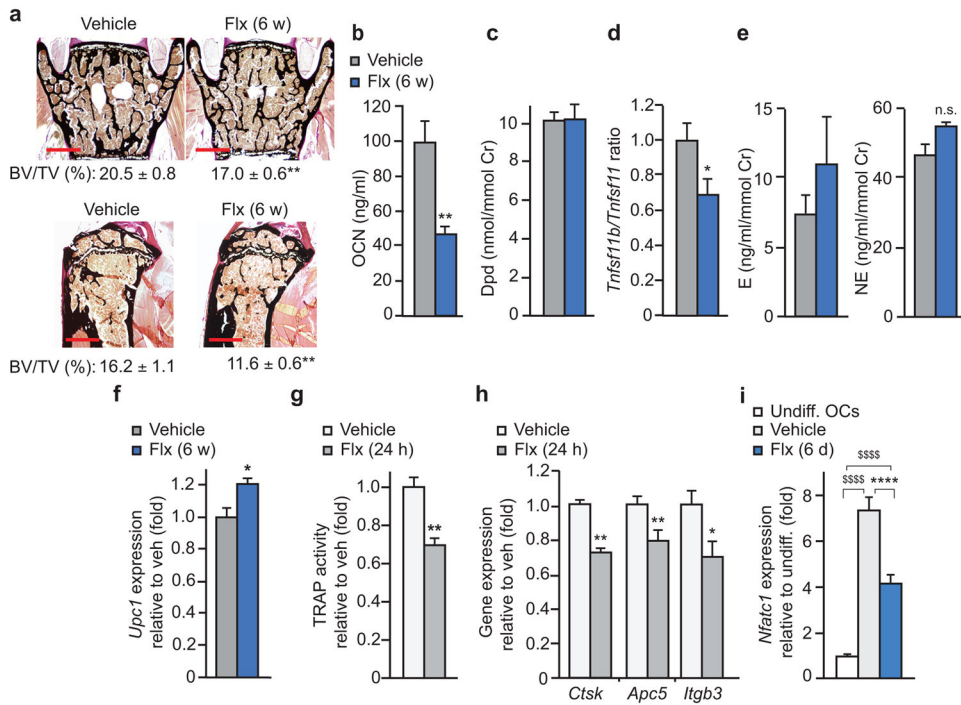 a
Vehicle
Flx (6 w)
BV/TV (%): 20.5 ± 0.8
17.0 ± 0.6**
Vehicle
Flx (6 w)
BV/TV (%): 16.2 ± 1.1
11.6 ± 0.6**
b
Vehicle
Flx (6 w)
OCN (ng/ml)
120
100
80
60
40
20
0
**
c
Dpd (nmol/mmol Cr)
10
8
6
4
2
0
d
Tnfsf11b/Tnfsf11 ratio
1.2
1.0
0.8
0.6
0.4
0.2
0
*
e
E (ng/ml/mmol Cr)
15
10
5
0
NE (ng/ml/mmol Cr)
60
40
20
0
n.s.
f
Vehicle
Flx (6 w)
Upc1 expression
relative to veh (fold)
1.2
1.0
0.8
0.6
0.4
0.2
0
*
g
Vehicle
Flx (24 h)
TRAP activity
relative to veh (fold)
1.0
0.8
0.6
0.4
0.2
0
**
h
Vehicle
Flx (24 h)
Gene expression
relative to veh (fold)
1.2
1.0
0.8
0.6
0.4
0.2
0
**
**
*
Ctsk
Apc5
Itgb3
i
Undiff. OCs
Vehicle
Flx (6 d)
Nfatc1 expression
relative to undiff. (fold)
8
6
4
2
0
$$$$
$$$$
****